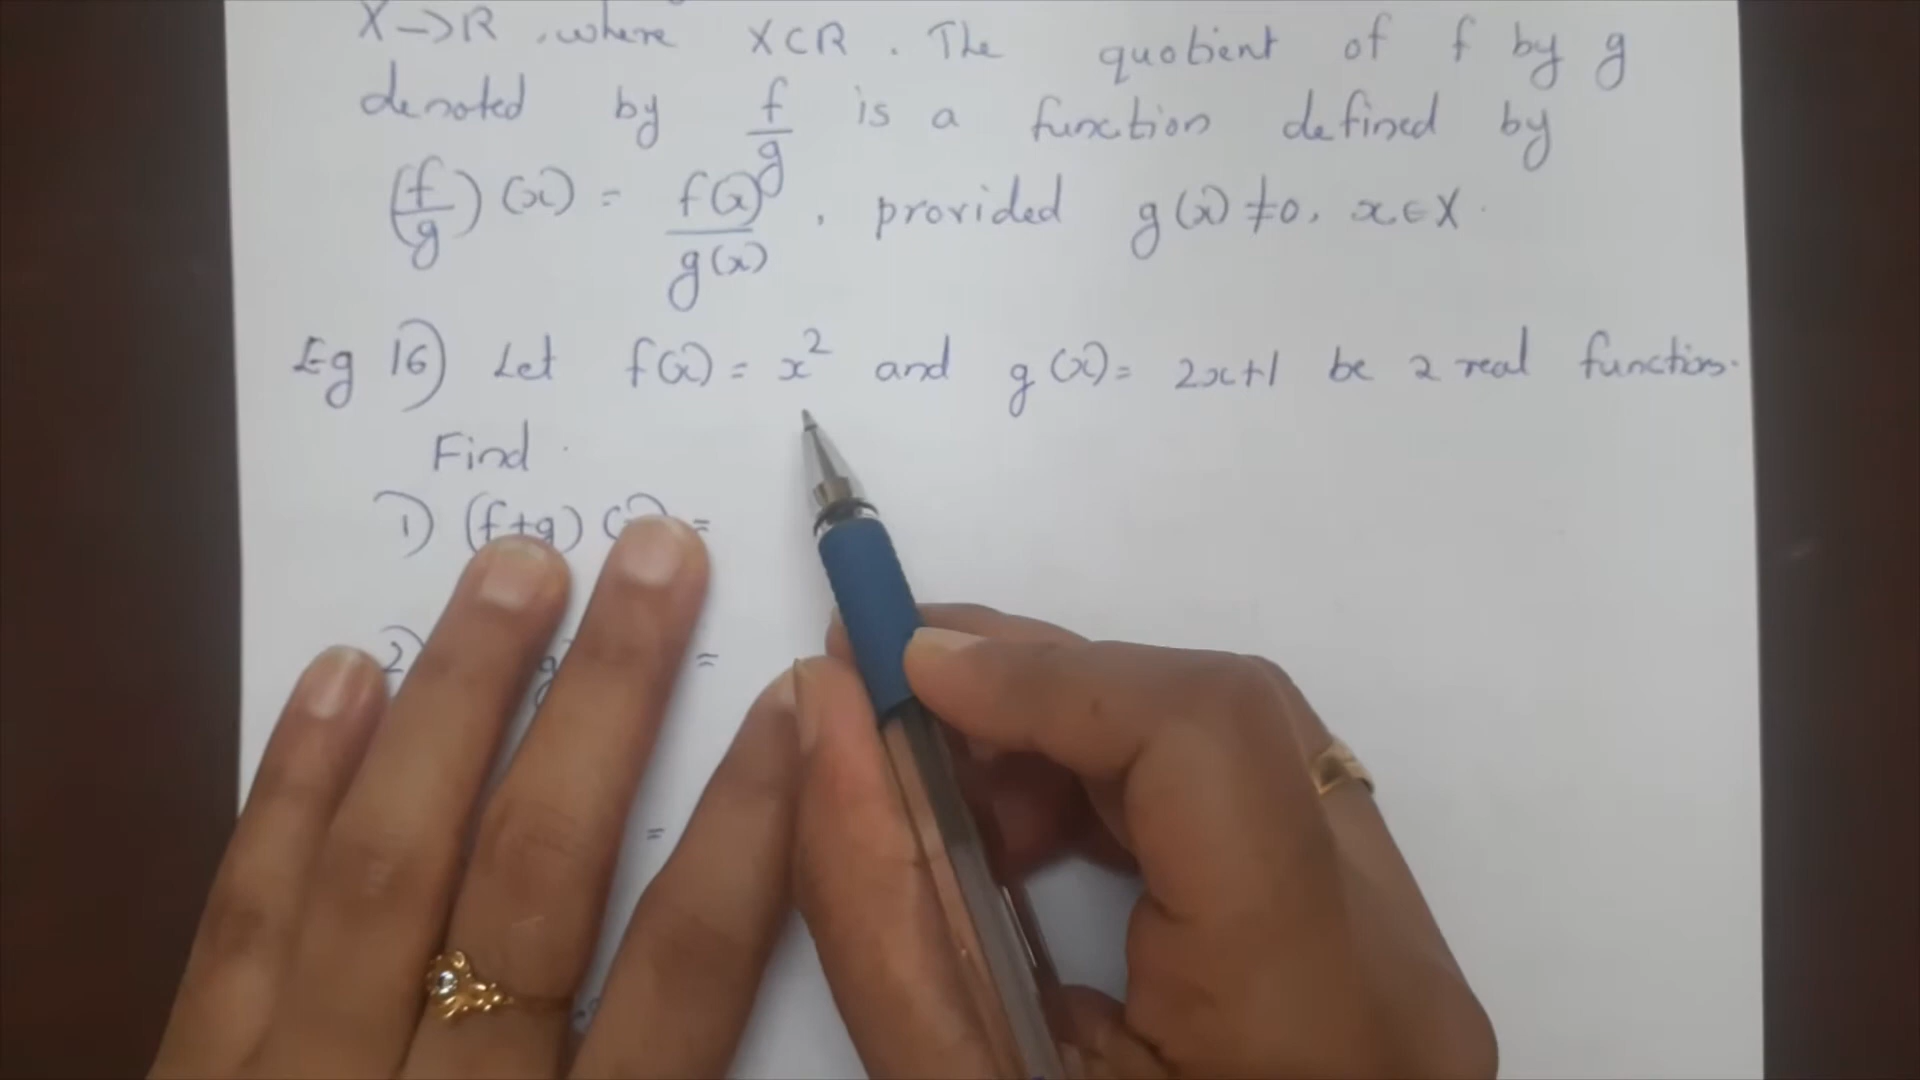 X→R, where X⊂R. The quotient of f by g
denoted by f/g is a function defined by
(f/g)(x) = f(x)/g(x), provided g(x)≠0, x∈X.
Eg 16) Let f(x) = x² and g(x) = 2x+1 be 2 real functions.
Find
1) (f+g) =
2) g =
=